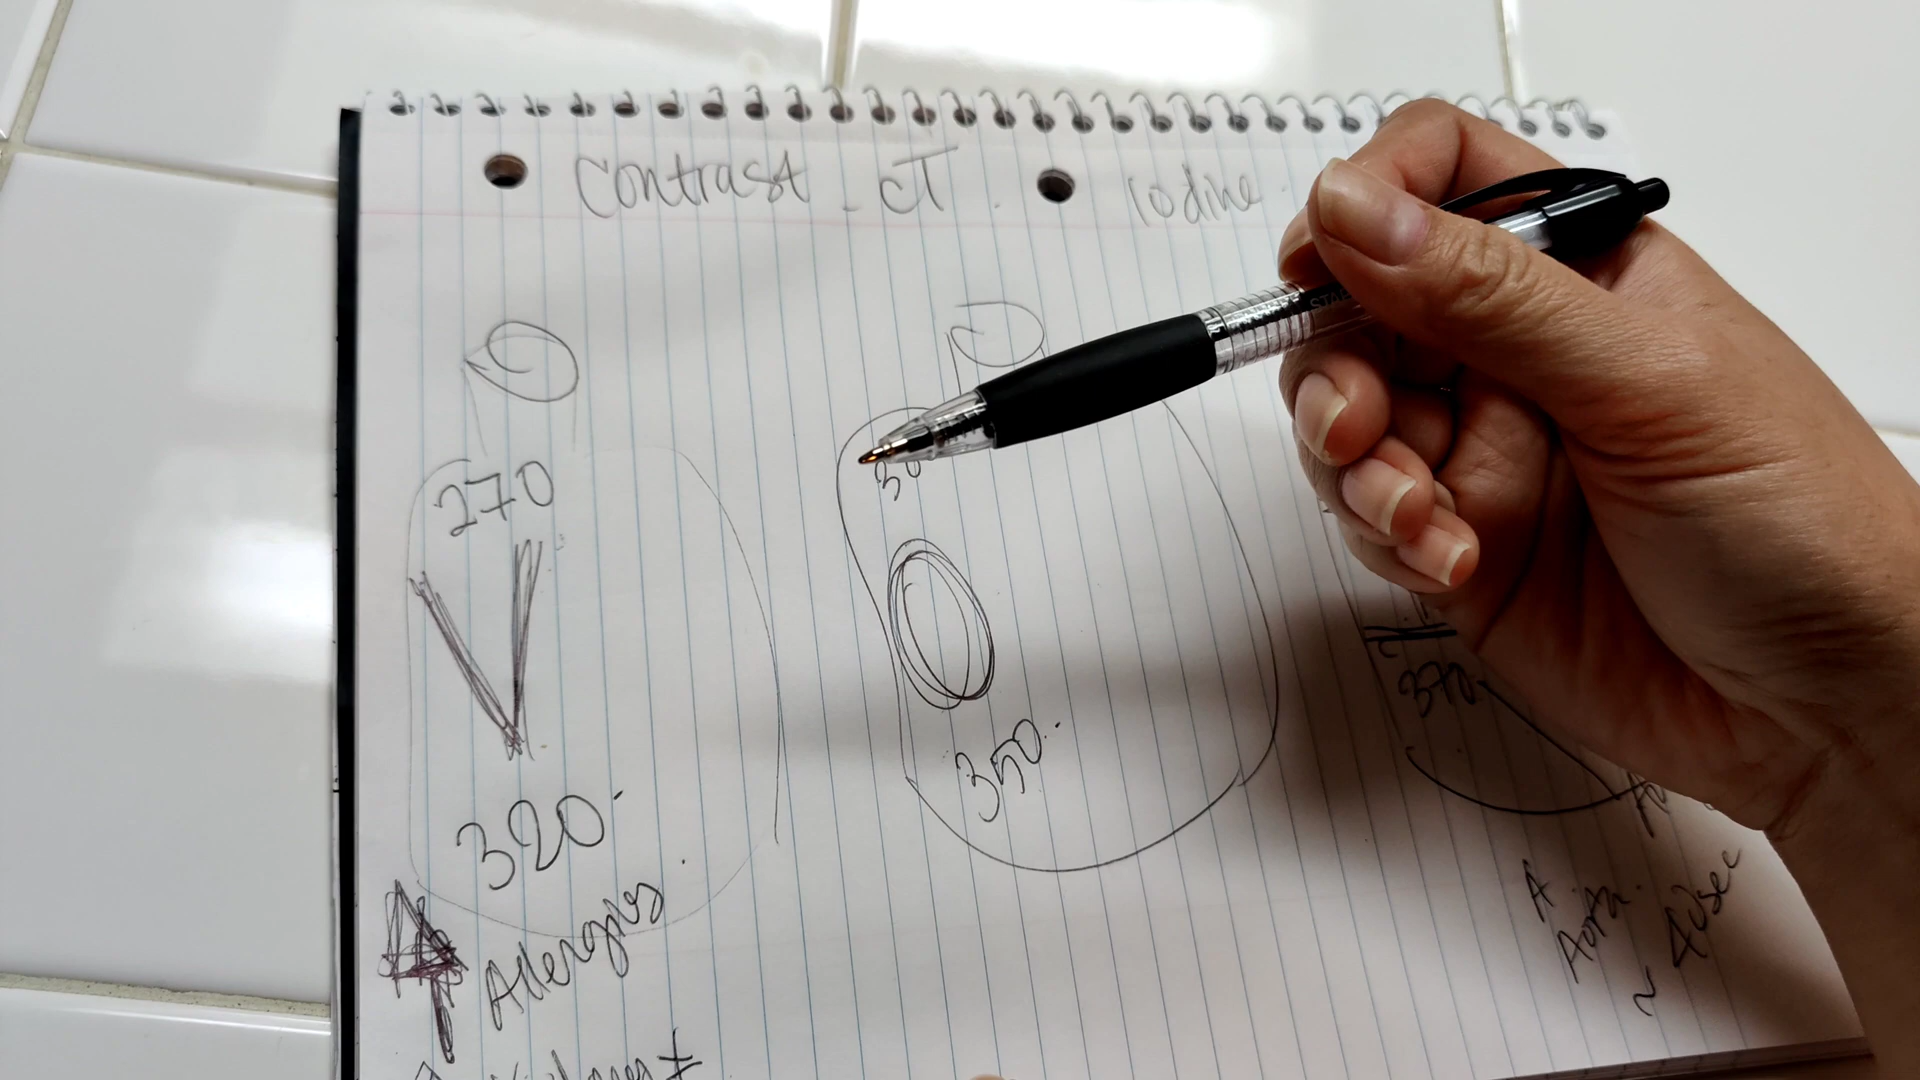 Contrast - CT. Iodine.
270
V
320.
Allergies
30
O
350.
370
A
Aorta.
~ 40sec